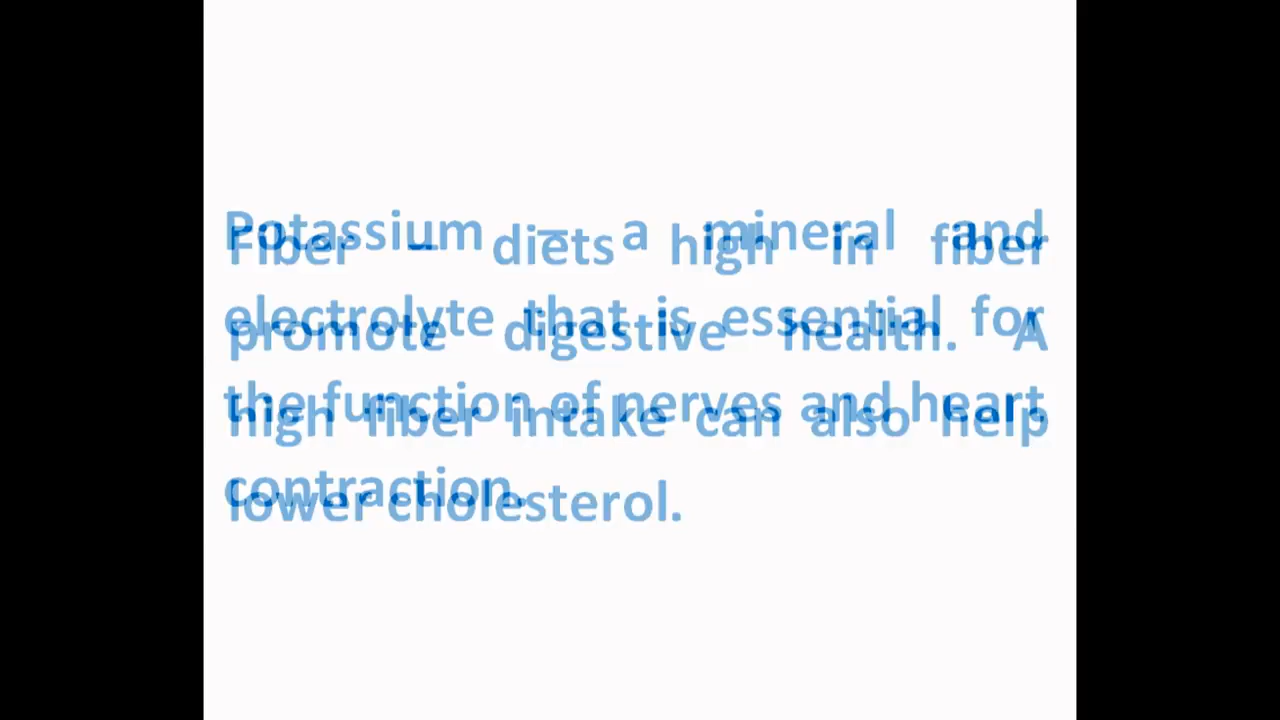 Potassium – a mineral and
electrolyte that is essential for
the function of nerves and heart
contraction.
Fiber – diets high in fiber
promote digestive health. A
high fiber intake can also help
lower cholesterol.